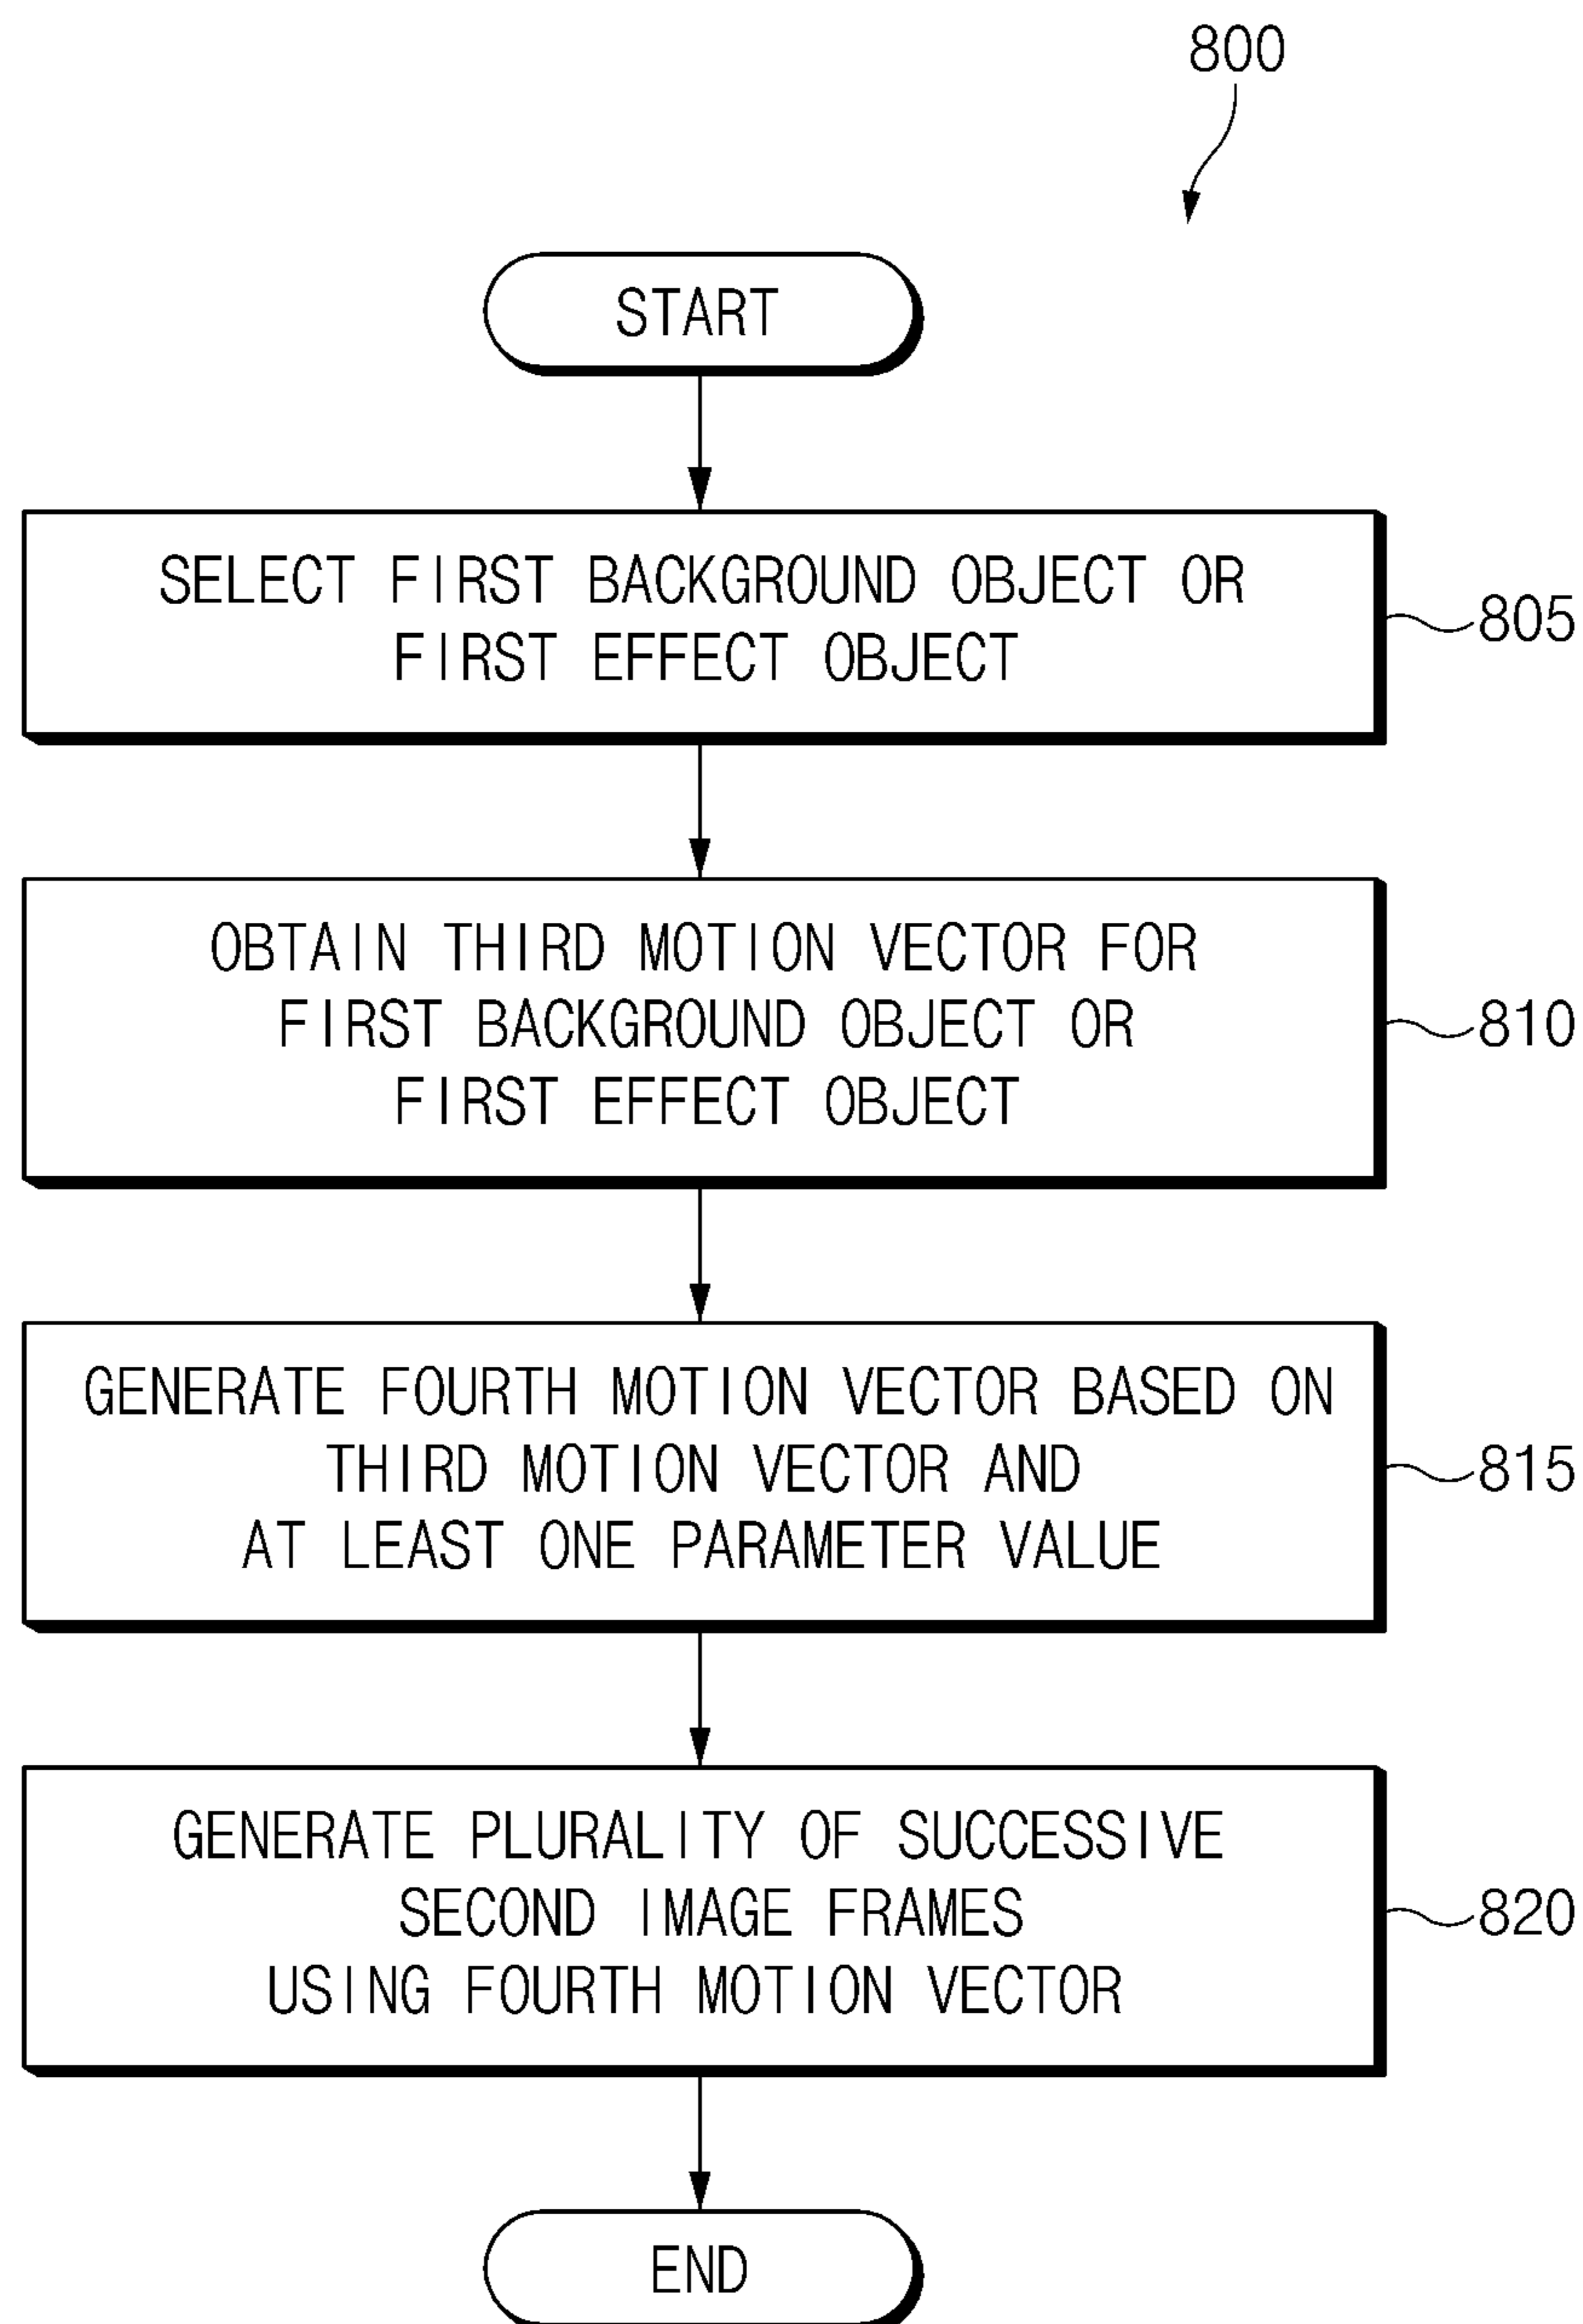 800
START
SELECT FIRST BACKGROUND OBJECT OR
FIRST EFFECT OBJECT
805
OBTAIN THIRD MOTION VECTOR FOR
FIRST BACKGROUND OBJECT OR
FIRST EFFECT OBJECT
810
GENERATE FOURTH MOTION VECTOR BASED ON
THIRD MOTION VECTOR AND
AT LEAST ONE PARAMETER VALUE
815
GENERATE PLURALITY OF SUCCESSIVE
SECOND IMAGE FRAMES
USING FOURTH MOTION VECTOR
820
END